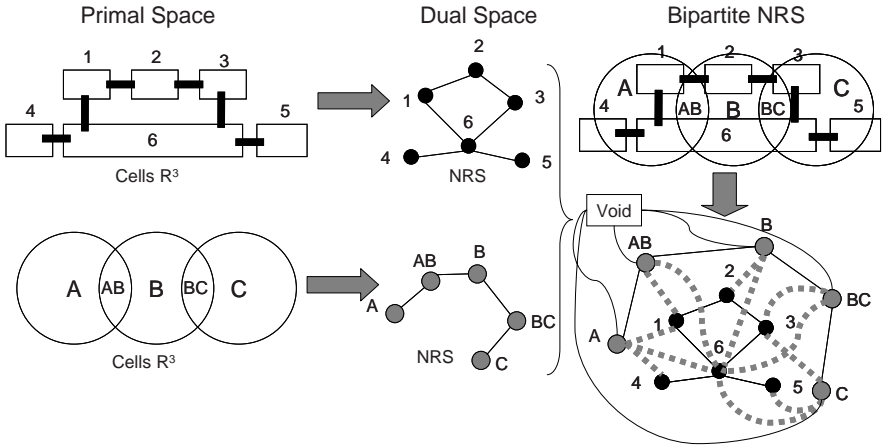 Primal Space
Dual Space
Bipartite NRS
1 2 3
4 5
6
Cells R³
1 2 3
6
4 5
NRS
1 2 3
A C
4 AB B BC 5
6
A AB B BC C
Cells R³
A AB B BC C
NRS
Void
B
AB
2
BC
1 3
A 6
4 5 C